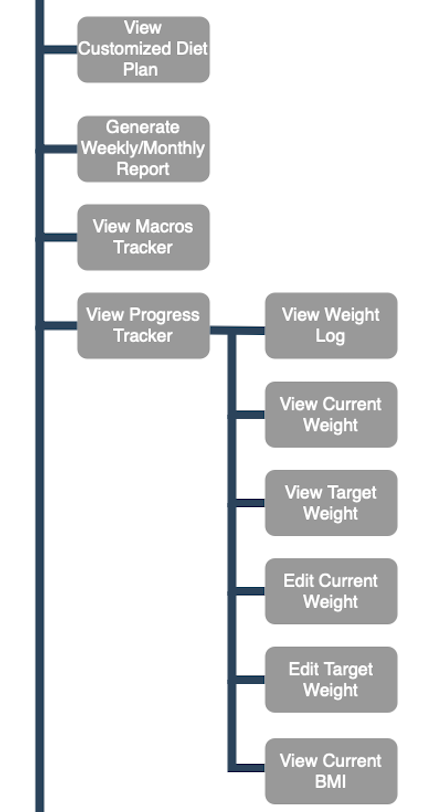 View
Customized Diet
Plan
Generate
Weekly/Monthly
Report
View Macros
Tracker
View Progress
Tracker
View Weight
Log
View Current
Weight
View Target
Weight
Edit Current
Weight
Edit Target
Weight
View Current
BMI